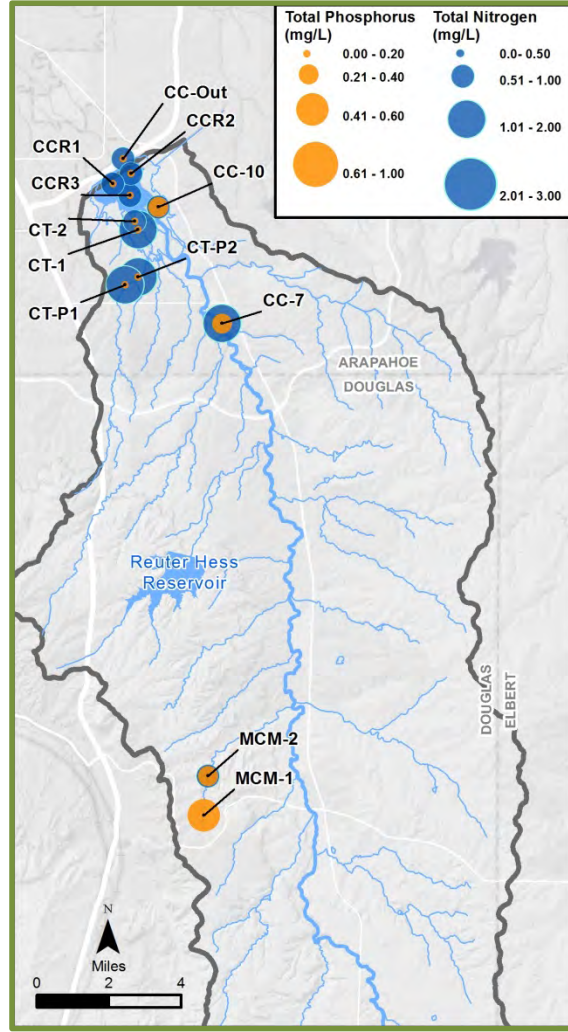 Total Phosphorus
(mg/L)
0.00 - 0.20
0.21 - 0.40
0.41 - 0.60
0.61 - 1.00
Total Nitrogen
(mg/L)
0.0- 0.50
0.51 - 1.00
1.01 - 2.00
2.01 - 3.00
CC-Out
CCR2
CCR1
CCR3
CC-10
CT-2
CT-1
CT-P2
CT-P1
CC-7
ARAPAHOE
DOUGLAS
Reuter Hess
Reservoir
DOUGLAS
ELBERT
MCM-2
MCM-1
N
Miles
0 2 4